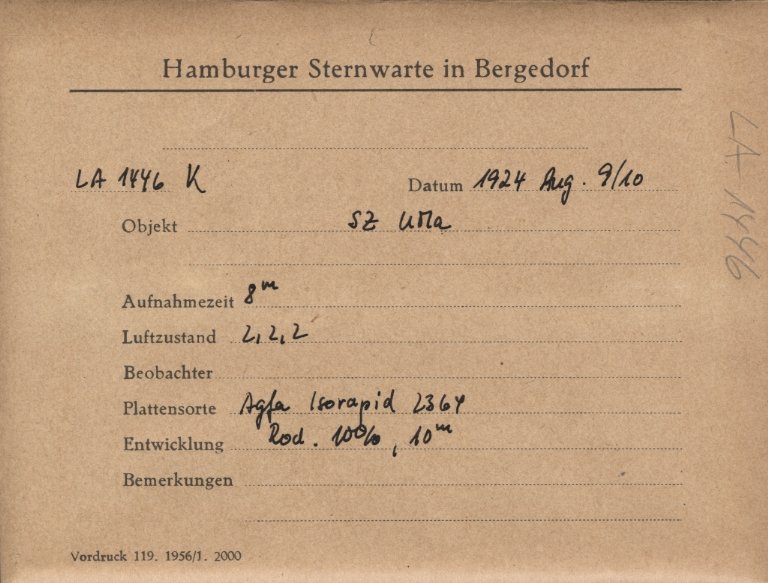 Hamburger Sternwarte in Bergedorf
LA 1446 K Datum 1924 Aug. 9/10
Objekt SZ UMa
Aufnahmezeit 8m
Luftzustand 2, 2, 2
Beobachter
Plattensorte Agfa Isorapid 2364
Entwicklung Rod. 10%, 10m
Bemerkungen
Vordruck 119. 1956/1. 2000
LA 1446